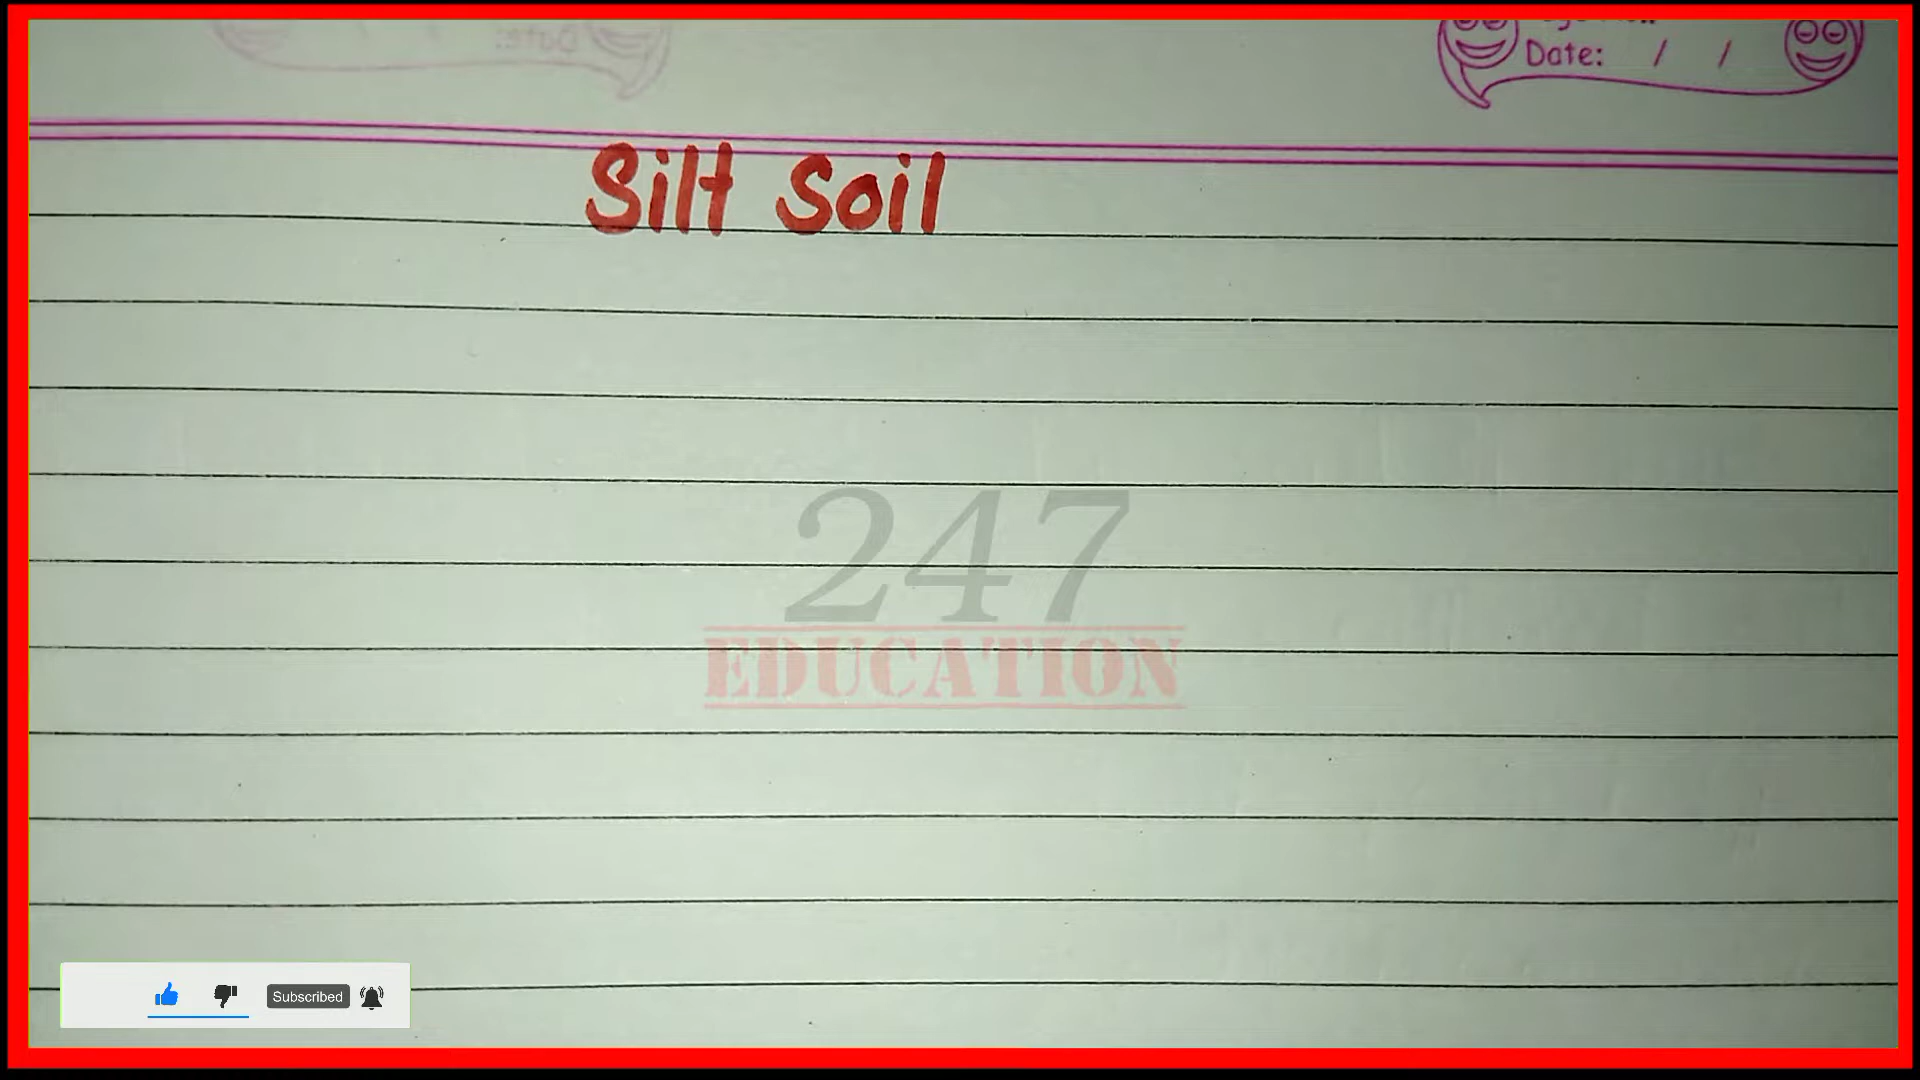 Date: / /
Silt Soil
247
EDUCATION
Subscribed